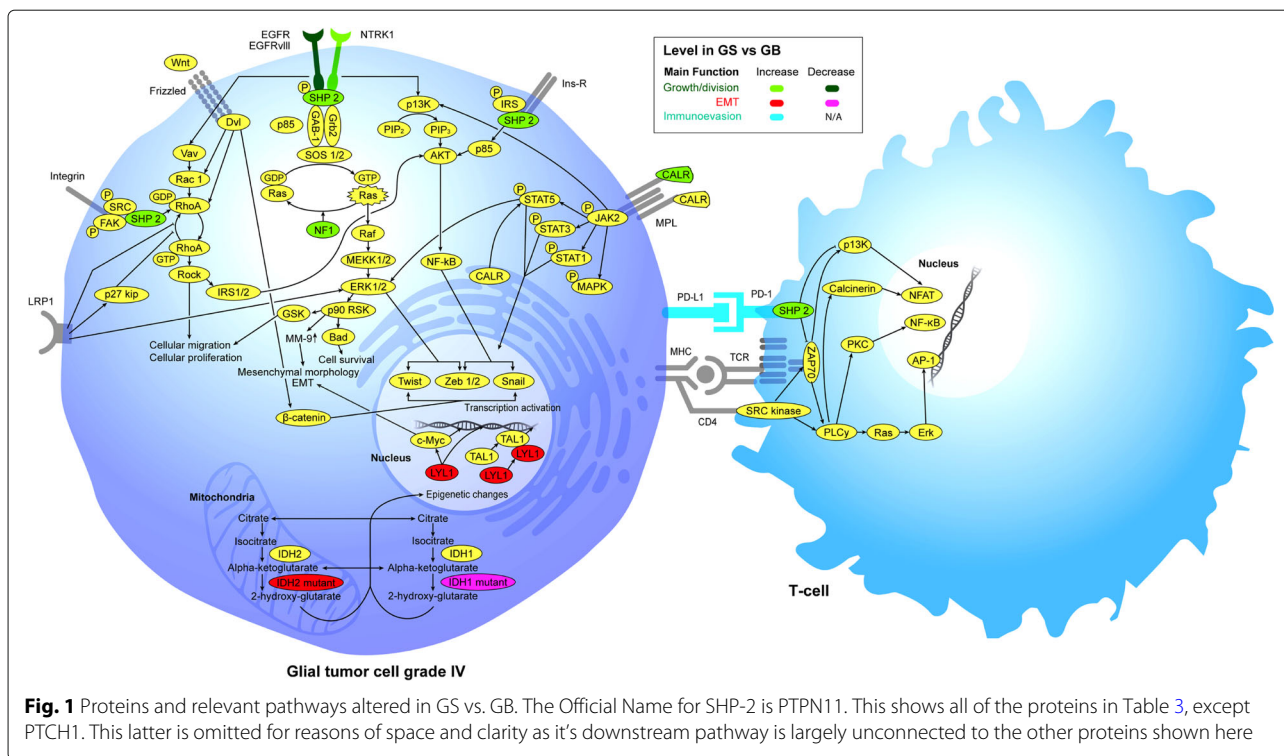 EGFR
EGFRvIII
NTRK1
Wnt
Frizzled
Dvl
P
SHP 2
GAB-1
Grb2
p85
SOS 1/2
GDP
GTP
Ras
Ras
NF1
Raf
MEKK1/2
ERK1/2
p90 RSK
GSK
Bad
MM-9↑
Cell survival
Mesenchymal morphology
EMT
Vav
Rac 1
GDP
RhoA
Integrin
P
SRC
FAK
P
SHP 2
RhoA
GTP
Rock
IRS1/2
p27 kip
LRP1
Cellular migration
Cellular proliferation
β-catenin
p13K
PIP2
PIP3
AKT
p85
Ins-R
P
IRS
SHP 2
NF-kB
CALR
CALR
MPL
P
JAK2
P
STAT5
P
STAT3
P
STAT1
P
MAPK
CALR
Twist
Zeb 1/2
Snail
Transcription activation
c-Myc
TAL1
TAL1
LYL1
LYL1
LYL1
Nucleus
Epigenetic changes
Mitochondria
Citrate
Citrate
Isocitrate
Isocitrate
IDH2
IDH1
Alpha-ketoglutarate
Alpha-ketoglutarate
IDH2 mutant
IDH1 mutant
2-hydroxy-glutarate
2-hydroxy-glutarate
Glial tumor cell grade IV
Level in GS vs GB
Main Function Increase Decrease
Growth/division
EMT
Immunoevasion N/A
PD-L1
PD-1
SHP 2
MHC
TCR
CD4
ZAP70
SRC kinase
p13K
Calcinerin
PKC
PLCy
Ras
Erk
Nucleus
NFAT
NF-κB
AP-1
T-cell
Fig. 1 Proteins and relevant pathways altered in GS vs. GB. The Official Name for SHP-2 is PTPN11. This shows all of the proteins in Table 3, except
PTCH1. This latter is omitted for reasons of space and clarity as it's downstream pathway is largely unconnected to the other proteins shown here